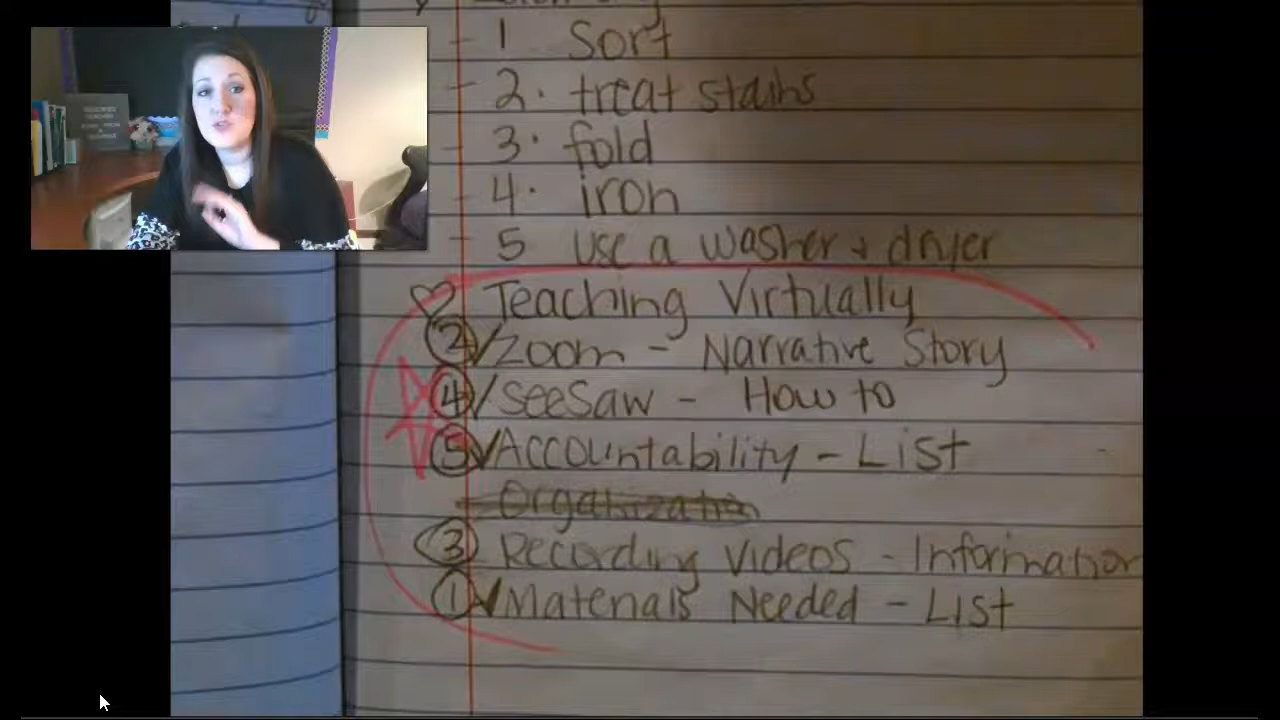 1 Sort
2. treat stains
3. fold
4. iron
5 use a washer + dryer
♡ Teaching Virtually
2 ✓ Zoom - Narrative Story
4 ✓ SeeSaw - How to
5 ✓ Accountability - List
Organizatin
3 Recording Videos - Information
1 ✓ Materials Needed - List